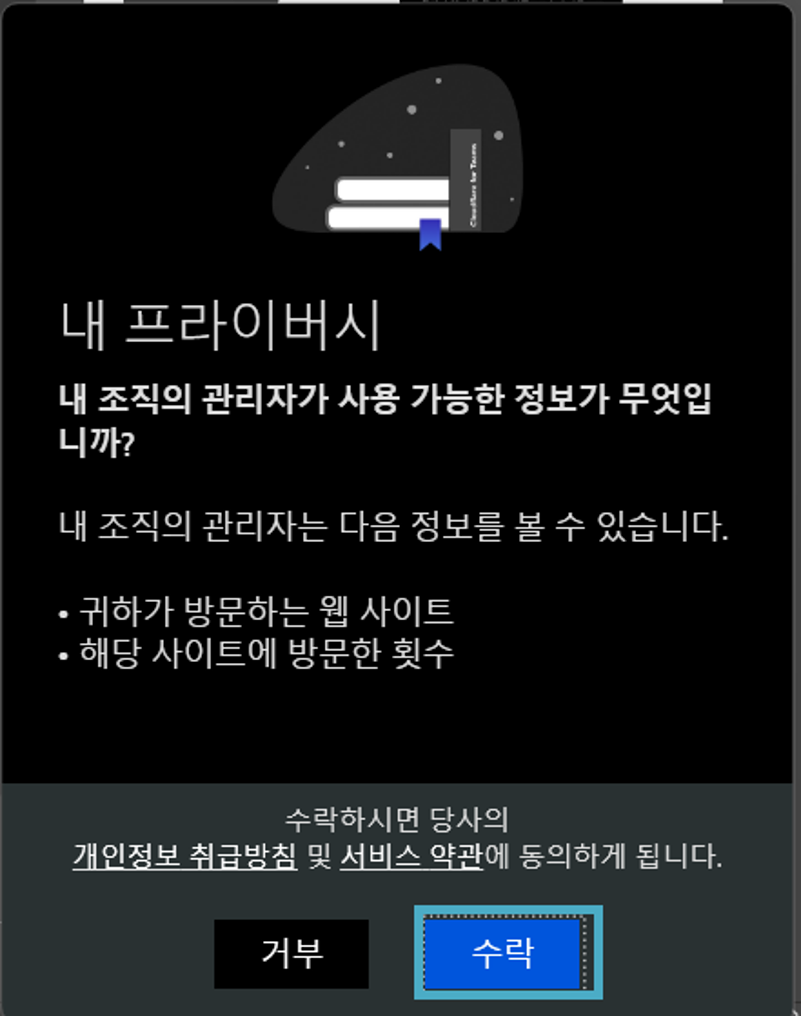 Cloudflare for Teams
내 프라이버시
내 조직의 관리자가 사용 가능한 정보가 무엇입
니까?
내 조직의 관리자는 다음 정보를 볼 수 있습니다.
• 귀하가 방문하는 웹 사이트
• 해당 사이트에 방문한 횟수
수락하시면 당사의
개인정보 취급방침 및 서비스 약관에 동의하게 됩니다.
거부
수락